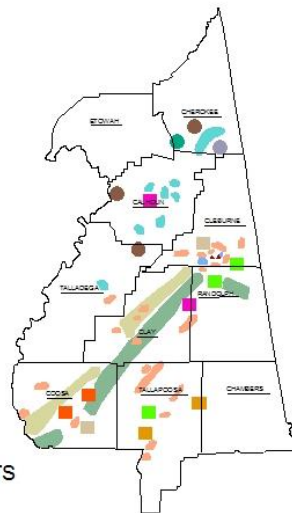 CHEROKEE
ETOWAH
CALHOUN
CLEBURNE
TALLADEGA
RANDOLPH
CLAY
COOSA
TALLAPOOSA
CHAMBERS
rs